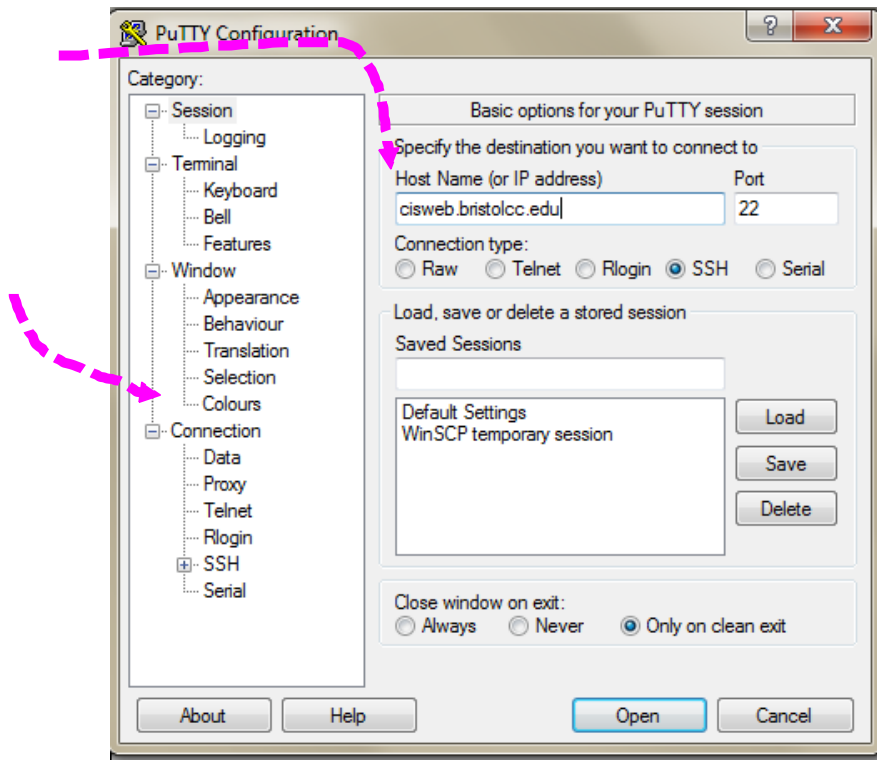 PuTTY Configuration
Category:
Session
Logging
Terminal
Keyboard
Bell
Features
Window
Appearance
Behaviour
Translation
Selection
Colours
Connection
Data
Proxy
Telnet
Rlogin
SSH
Serial
Basic options for your PuTTY session
Specify the destination you want to connect to
Host Name (or IP address) Port
cisweb.bristolcc.edu 22
Connection type:
Raw Telnet Rlogin SSH Serial
Load, save or delete a stored session
Saved Sessions
Default Settings
WinSCP temporary session
Load
Save
Delete
Close window on exit:
Always Never Only on clean exit
About Help Open Cancel